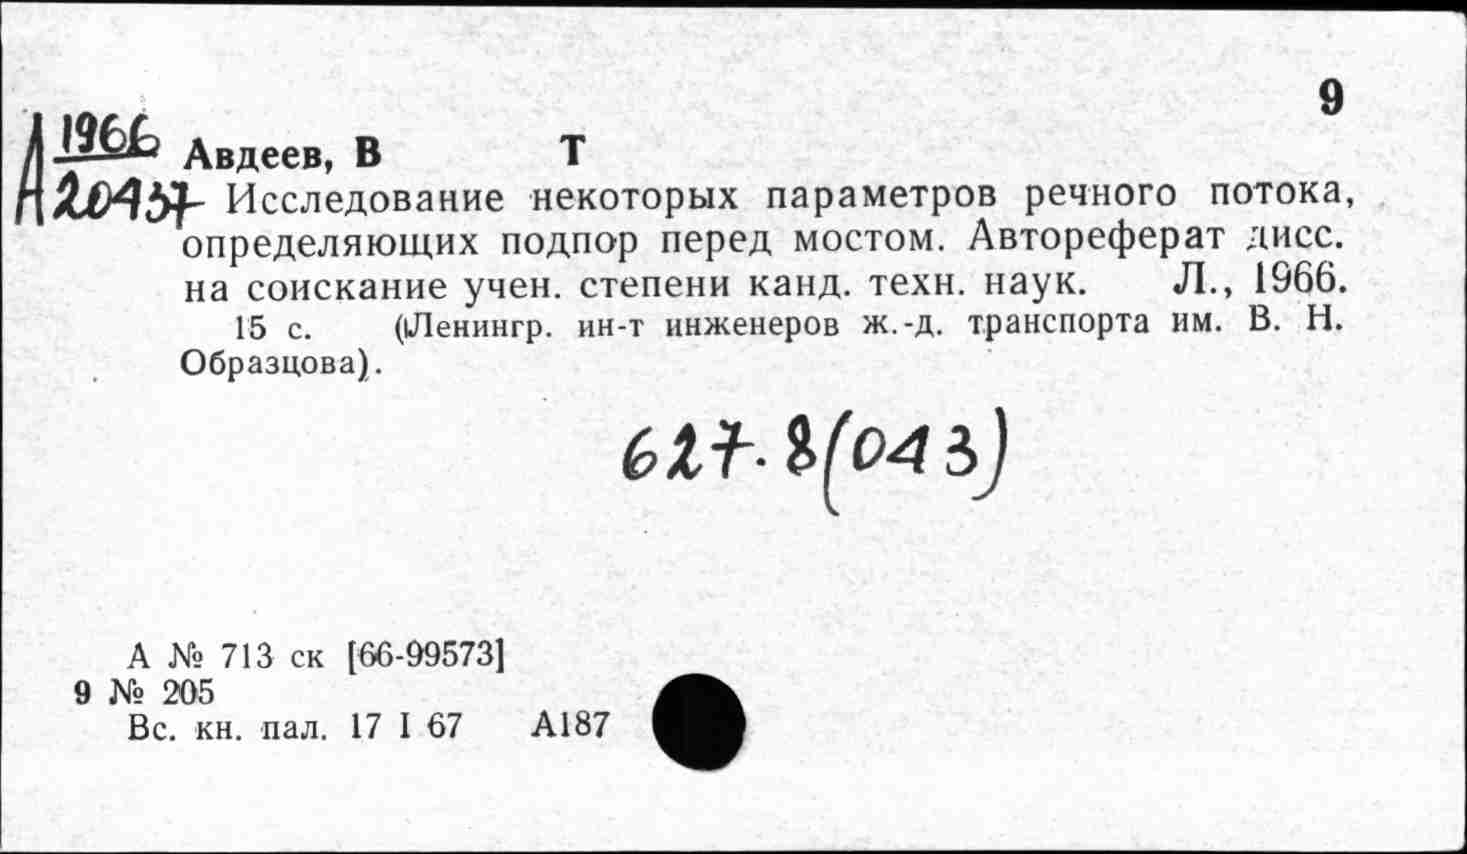 9
А 1966
А 20437
Авдеев, В Т
Исследование некоторых параметров речного потока,
определяющих подпор перед мостом. Автореферат дисс.
на соискание учен. степени канд. техн. наук. Л., 1966.
15 с. (Ленингр. ин-т инженеров ж.-д. транспорта им. В. Н.
Образцова).
627.8(043)
А № 713 ск [66-99573]
9 № 205
Вс. кн. пал. 17 I 67 А187